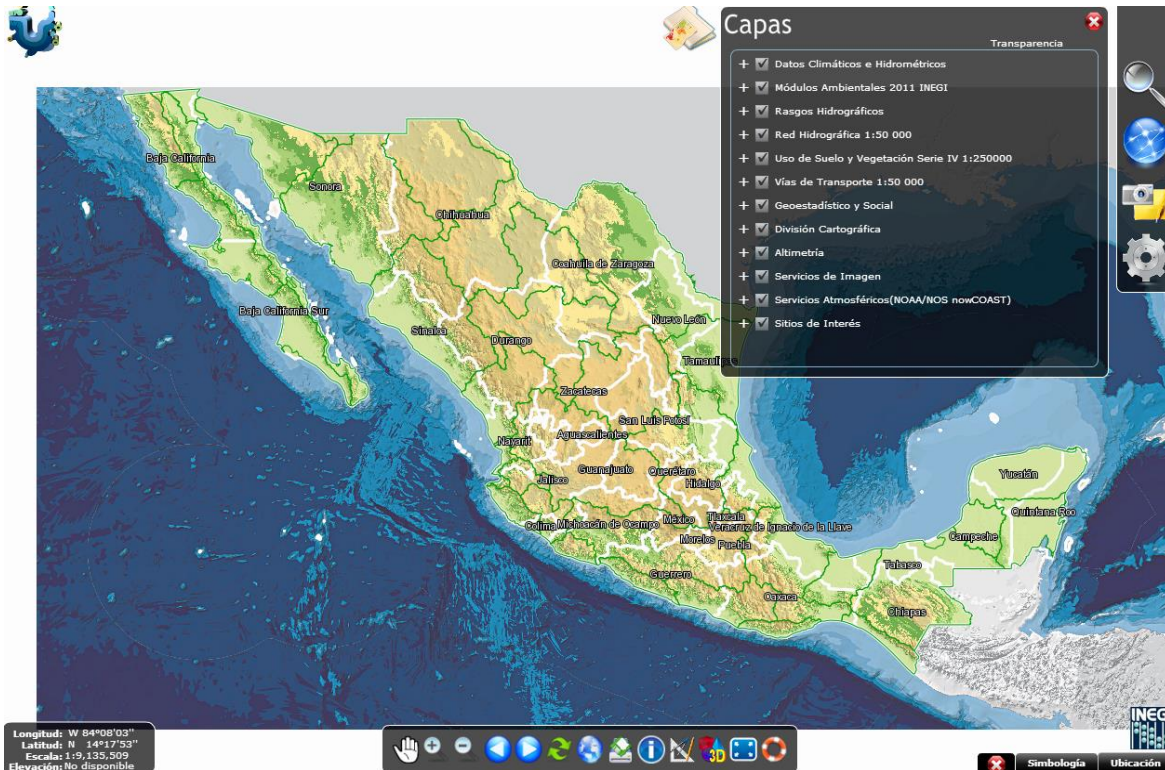 Capas
Transparencia
Datos Climáticos e Hidrométricos
Módulos Ambientales 2011 INEGI
Rasgos Hidrográficos
Red Hidrográfica 1:50 000
Uso de Suelo y Vegetación Serie IV 1:250000
Vías de Transporte 1:50 000
Geoestadístico y Social
División Cartográfica
Altimetría
Servicios de Imagen
Servicios Atmosféricos(NOAA/NOS nowCOAST)
Sitios de Interés
Baja California
Sonora
Chihuahua
Coahuila de Zaragoza
Baja California Sur
Sinaloa
Durango
Nuevo León
Tamaulipas
Zacatecas
San Luis Potosí
Nayarit
Aguascalientes
Jalisco
Guanajuato
Querétaro
Hidalgo
Yucatán
Quintana Roo
Campeche
Colima
Michoacán de Ocampo
México
Tlaxcala
Veracruz de Ignacio de la Llave
Morelos
Puebla
Tabasco
Guerrero
Oaxaca
Chiapas
INEGI
Longitud: W 84°08'03"
Latitud: N 14°17'53"
Escala: 1:9,135,509
Elevación: No disponible
3D
Simbología
Ubicación